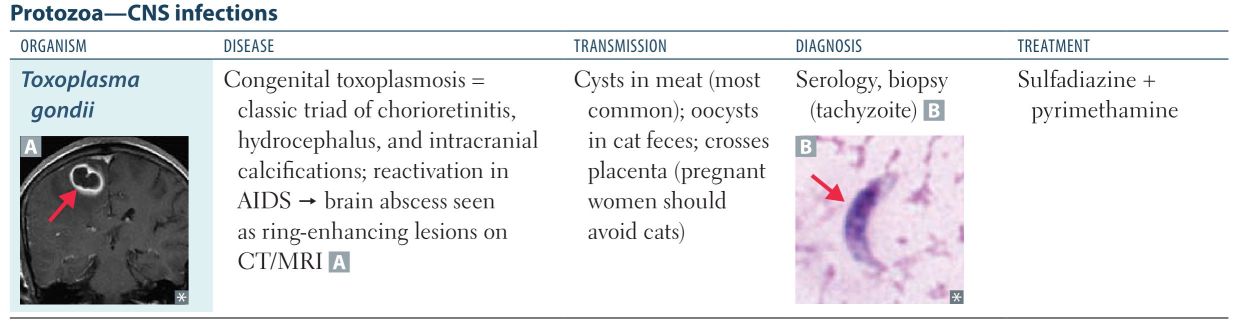 Protozoa—CNS infections
ORGANISM DISEASE TRANSMISSION DIAGNOSIS TREATMENT
Toxoplasma
gondii
A
*
Congenital toxoplasmosis =
classic triad of chorioretinitis,
hydrocephalus, and intracranial
calcifications; reactivation in
AIDS → brain abscess seen
as ring-enhancing lesions on
CT/MRI A
Cysts in meat (most
common); oocysts
in cat feces; crosses
placenta (pregnant
women should
avoid cats)
Serology, biopsy
(tachyzoite) B
B
*
Sulfadiazine +
pyrimethamine